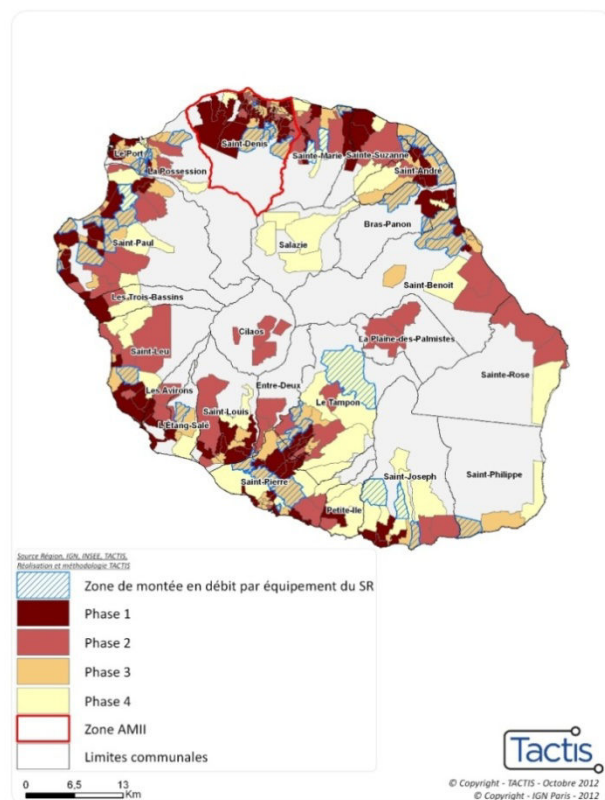 Saint-Denis
Sainte-Marie
Sainte-Suzanne
Le Port
La Possession
Saint André
Saint-Paul
Salazie
Bras-Panon
Saint-Benoit
Les Trois-Bassins
Cilaos
La Plaine-des-Palmistes
Saint-Leu
Sainte-Rose
Les Avirons
Entre-Deux
Le Tampon
Saint-Louis
L'Etang-Salé
Saint-Joseph
Saint-Philippe
Saint-Pierre
Petite-Ile
Source Région, IGN, INSEE, TACTIS,
Réalisation et méthodologie TACTIS
Zone de montée en débit par équipement du SR
Phase 1
Phase 2
Phase 3
Phase 4
Zone AMII
Limites communales
0 6,5 13
Km
Tactis
© Copyright - TACTIS - Octobre 2012
© Copyright - IGN Paris - 2012